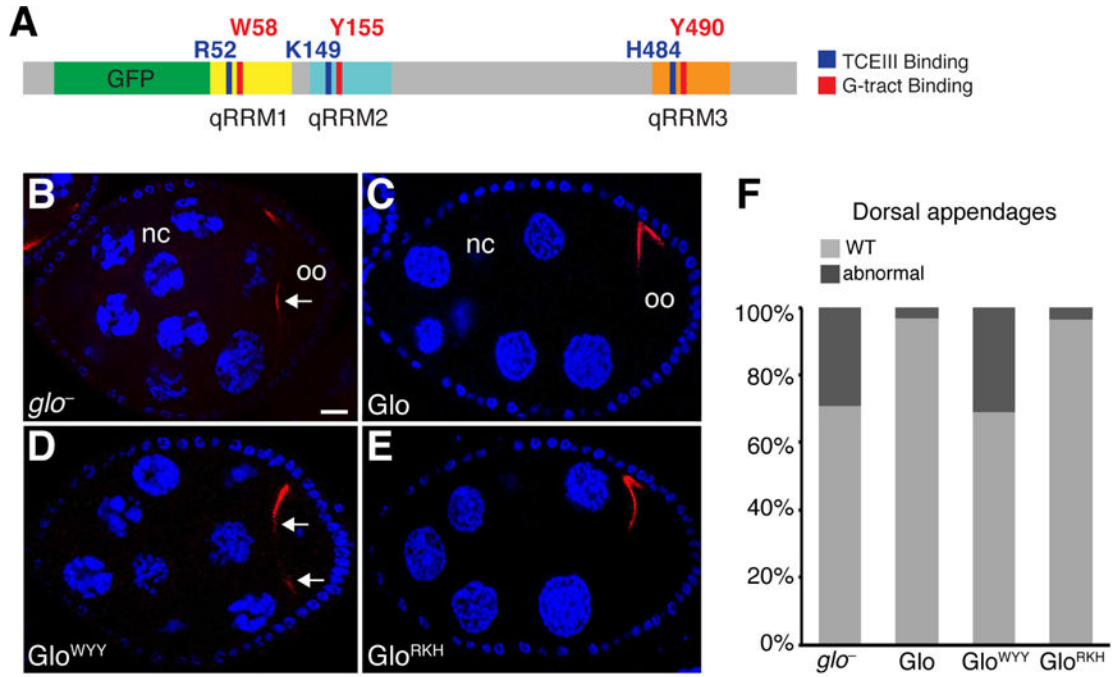 A
W58 Y155 Y490
R52 K149 H484
GFP
TCEIII Binding
G-tract Binding
qRRM1 qRRM2 qRRM3
B
nc
oo
glo–
C
nc
oo
Glo
D
GloWYY
E
GloRKH
F
Dorsal appendages
WT
abnormal
100%
80%
60%
40%
20%
0%
glo– Glo GloWYY GloRKH